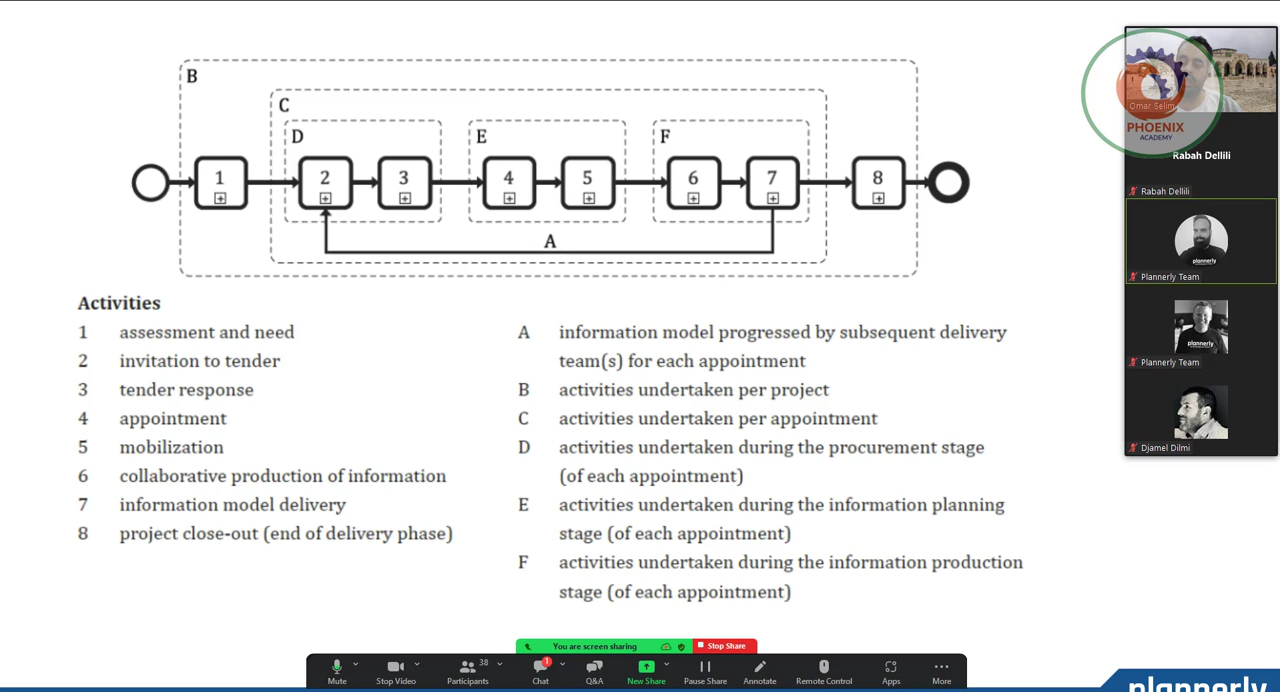 B
C
D
E
F
1
2
3
4
5
6
7
8
A
Activities
1 assessment and need
2 invitation to tender
3 tender response
4 appointment
5 mobilization
6 collaborative production of information
7 information model delivery
8 project close-out (end of delivery phase)
A information model progressed by subsequent delivery
team(s) for each appointment
B activities undertaken per project
C activities undertaken per appointment
D activities undertaken during the procurement stage
(of each appointment)
E activities undertaken during the information planning
stage (of each appointment)
F activities undertaken during the information production
stage (of each appointment)
Omar Selim
PHOENIX
ACADEMY
Rabah Dellili
Rabah Dellili
plannerly
Plannerly Team
plannerly
Plannerly Team
Djamel Dilmi
You are screen sharing
Stop Share
Mute
Stop Video
38
Participants
1
Chat
Q&A
New Share
Pause Share
Annotate
Remote Control
Apps
More
plannerly